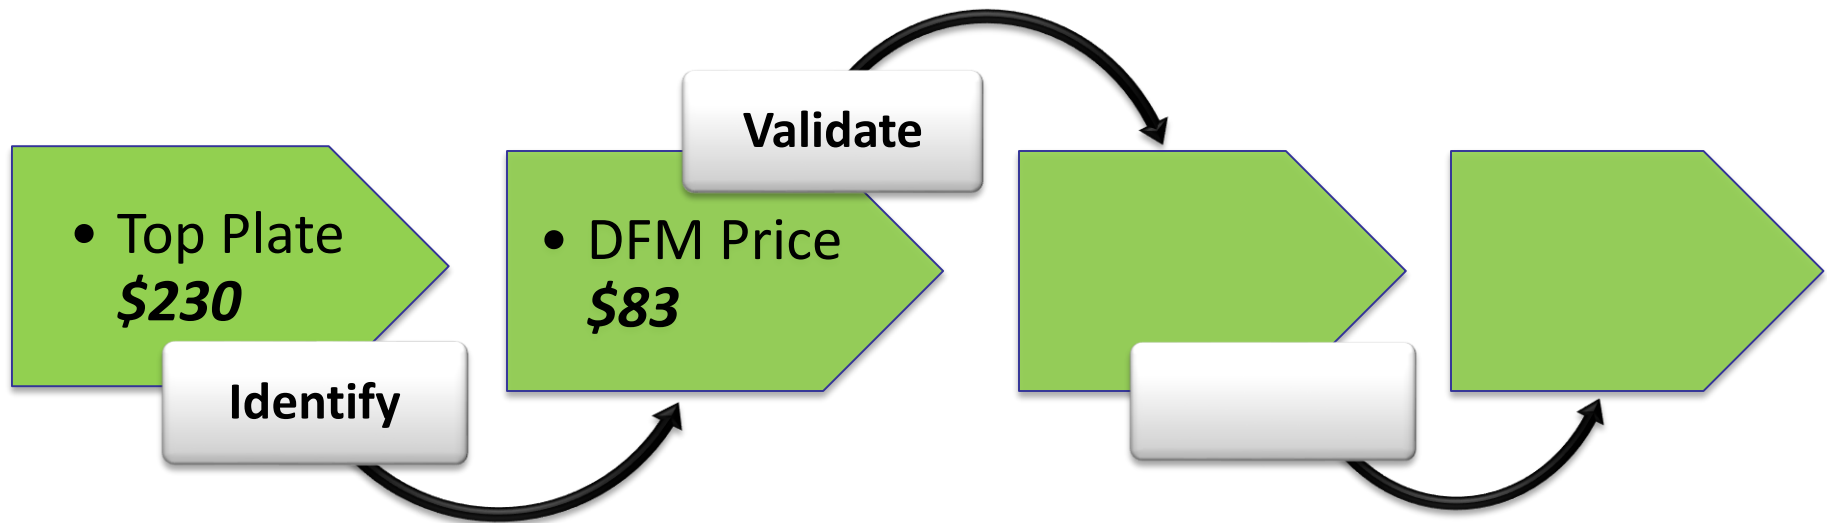 • Top Plate
$230
Identify
Validate
• DFM Price
$83